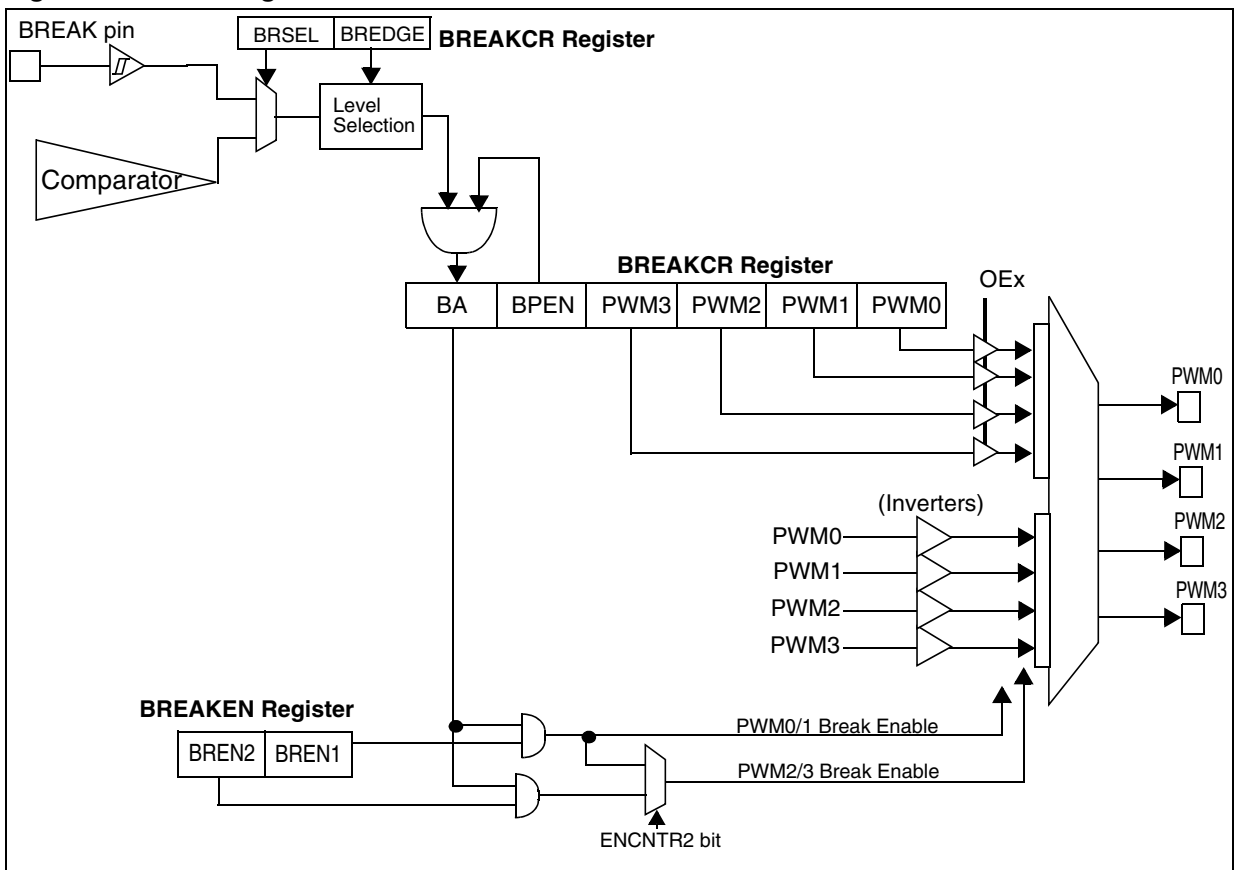 BREAK pin
BRSEL BREDGE BREAKCR Register
Level
Selection
Comparator
BREAKCR Register
OEx
BA BPEN PWM3 PWM2 PWM1 PWM0
PWM0
PWM1
PWM2
PWM3
(Inverters)
PWM0
PWM1
PWM2
PWM3
BREAKEN Register
BREN2 BREN1
PWM0/1 Break Enable
PWM2/3 Break Enable
ENCNTR2 bit